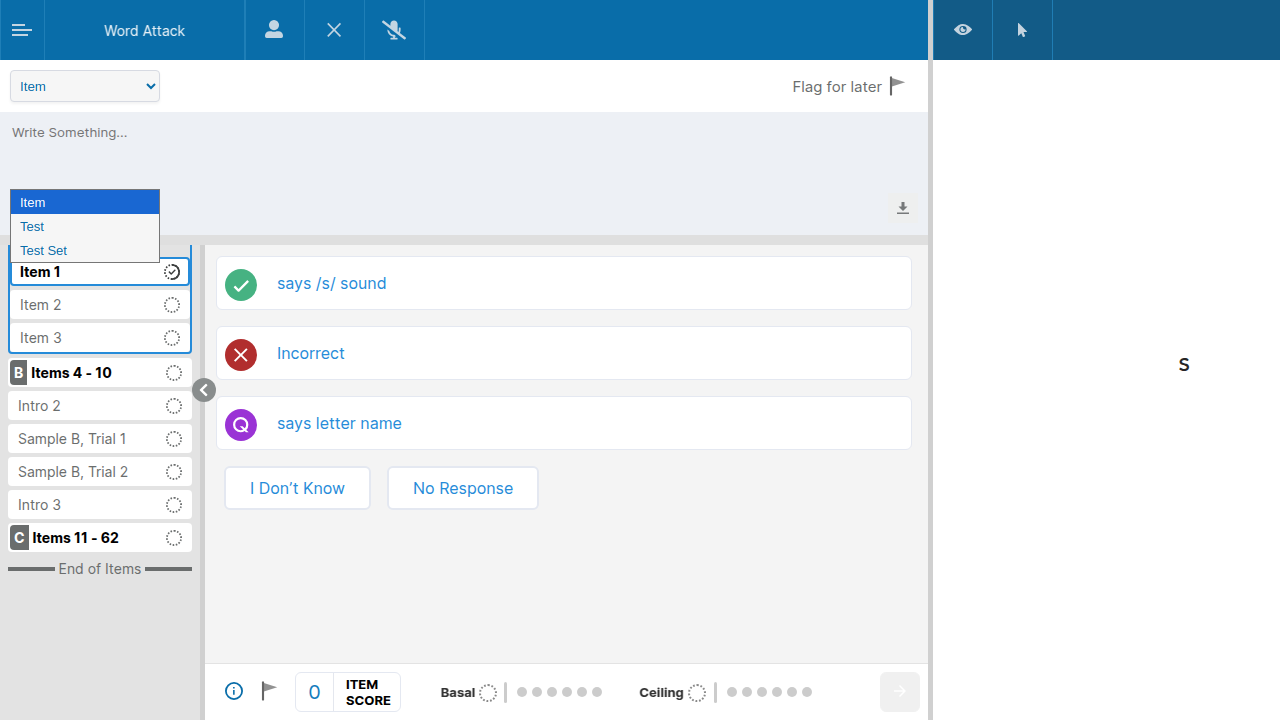 Word Attack
Item
Flag for later
Write Something...
Item
Test
Test Set
Item 1
Item 2
Item 3
B Items 4 - 10
Intro 2
Sample B, Trial 1
Sample B, Trial 2
Intro 3
C Items 11 - 62
End of Items
says /s/ sound
Incorrect
Q says letter name
I Don’t Know
No Response
s
0 ITEM
SCORE
Basal
Ceiling